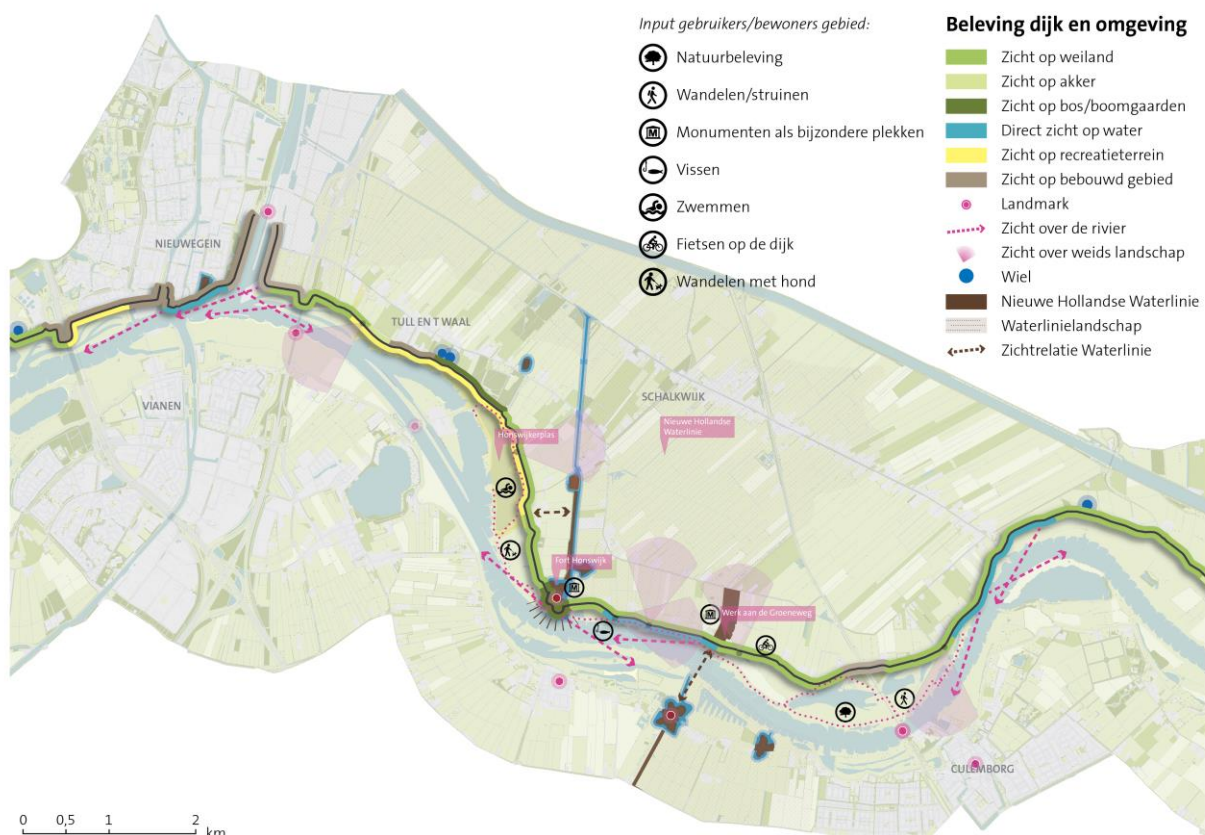 Input gebruikers/bewoners gebied:
Natuurbeleving
Wandelen/struinen
Monumenten als bijzondere plekken
Vissen
Zwemmen
Fietsen op de dijk
Wandelen met hond
Beleving dijk en omgeving
Zicht op weiland
Zicht op akker
Zicht op bos/boomgaarden
Direct zicht op water
Zicht op recreatieterrein
Zicht op bebouwd gebied
Landmark
Zicht over de rivier
Zicht over weids landschap
Wiel
Nieuwe Hollandse Waterlinie
Waterlinielandschap
Zichtrelatie Waterlinie
NIEUWEGEIN
TULL EN T WAAL
VIANEN
SCHALKWIJK
Honswijkerplas
Nieuwe Hollandse
Waterlinie
Fort Honswijk
Werk aan de Groeneweg
CULEMBORG
0 0,5 1 2
km